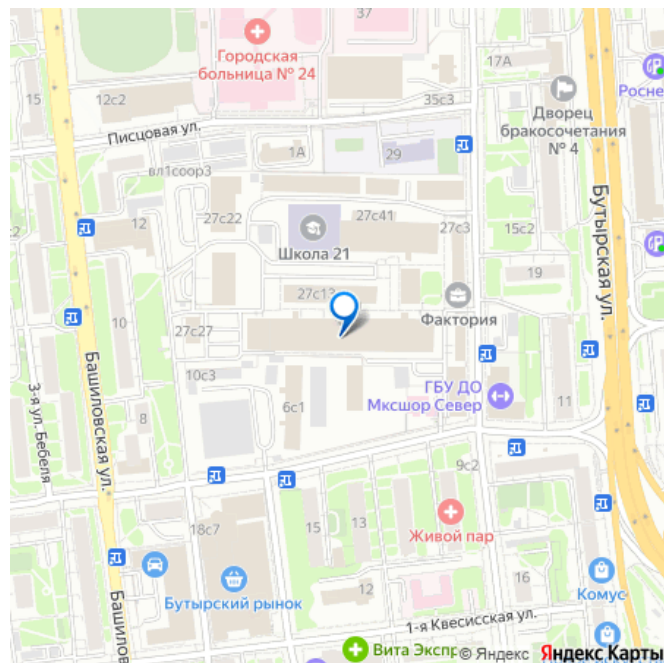 37
Городская
больница № 24
17А
Роснe
15
12с2
35с3
Дворец
бракосочетания
№ 4
Писцовая ул.
1А
29
вл1соор3
27с22
27с41
27с3
12
15с2
Бутырская ул.
с2
Школа 21
19
27с13
10
Фактория
27с27
Башиловская ул.
3-я ул. Бебеля
10с3
ГБУ ДО
Мксшор Север
8
6с1
11
9с2
18с7
15
13
Живой пар
16
Комус
Бутырский рынок
12
Башилов
1-я Квесисская ул.
Вита Экспр
© Яндекс Яндекс Карты